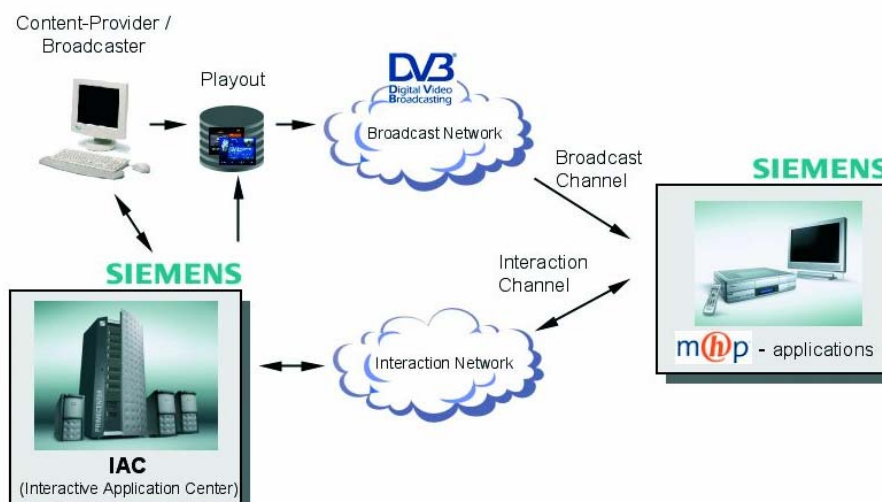 Content-Provider /
Broadcaster
Playout
DVB
Digital Video
Broadcasting
Broadcast Network
Broadcast
Channel
SIEMENS
SIEMENS
Interaction
Channel
Interaction Network
mhp - applications
PRIMECENTER
IAC
(Interactive Application Center)